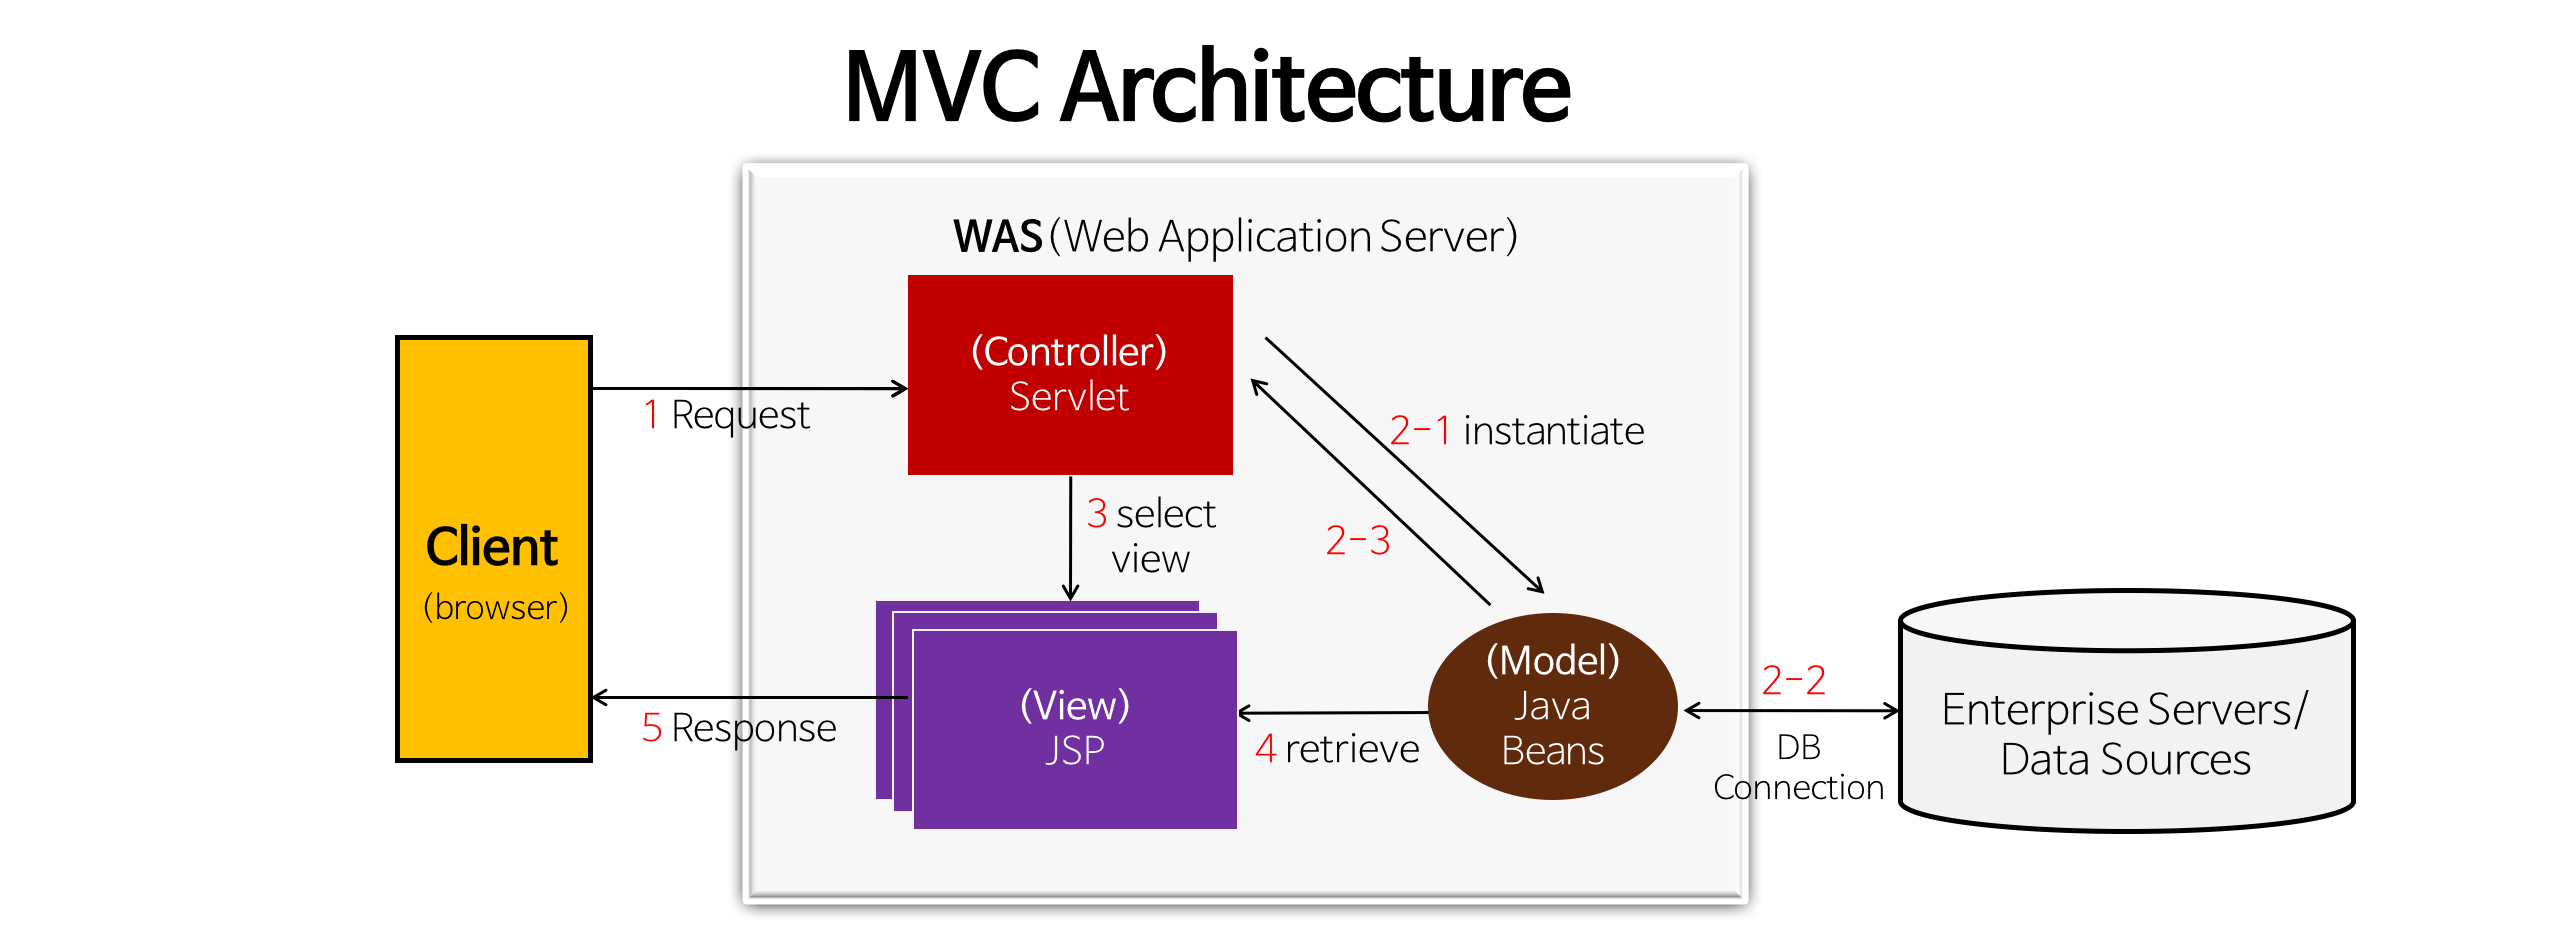 MVC Architecture
WAS(Web Application Server)
(Controller)
Servlet
1 Request
2-1 instantiate
3 select
view
2-3
Client
(browser)
(Model)
Java
Beans
(View)
JSP
2-2
DB
Connection
Enterprise Servers/
Data Sources
4 retrieve
5 Response